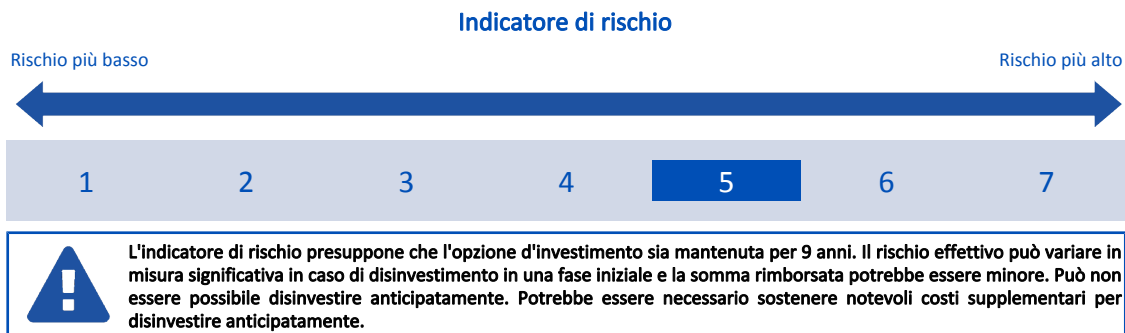 Indicatore di rischio
Rischio più basso
Rischio più alto
1 2 3 4 5 6 7
L'indicatore di rischio presuppone che l'opzione d'investimento sia mantenuta per 9 anni. Il rischio effettivo può variare in
misura significativa in caso di disinvestimento in una fase iniziale e la somma rimborsata potrebbe essere minore. Può non
essere possibile disinvestire anticipatamente. Potrebbe essere necessario sostenere notevoli costi supplementari per
disinvestire anticipatamente.